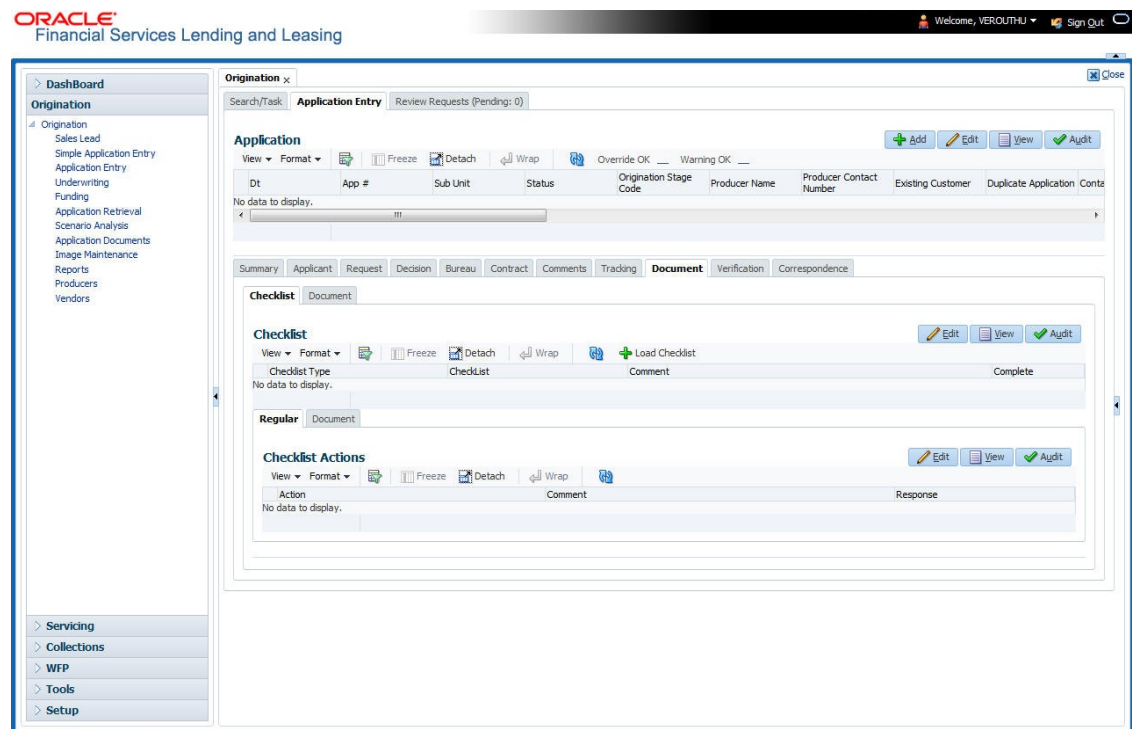 ORACLE®
Financial Services Lending and Leasing
Welcome, VEROUTHU Sign Out
Close
DashBoard
Origination
Origination
Sales Lead
Simple Application Entry
Application Entry
Underwriting
Funding
Application Retrieval
Scenario Analysis
Application Documents
Image Maintenance
Reports
Producers
Vendors
Servicing
Collections
WFP
Tools
Setup
Origination x
Search/Task Application Entry Review Requests (Pending: 0)
Application Add Edit View Audit
View Format Freeze Detach Wrap Override OK __ Warning OK __
Dt App # Sub Unit Status Origination Stage Code Producer Name Producer Contact Number Existing Customer Duplicate Application Conta
No data to display.
Summary Applicant Request Decision Bureau Contract Comments Tracking Document Verification Correspondence
Checklist Document
Checklist Edit View Audit
View Format Freeze Detach Wrap Load Checklist
Checklist Type CheckList Comment Complete
No data to display.
Regular Document
Checklist Actions Edit View Audit
View Format Freeze Detach Wrap
Action Comment Response
No data to display.